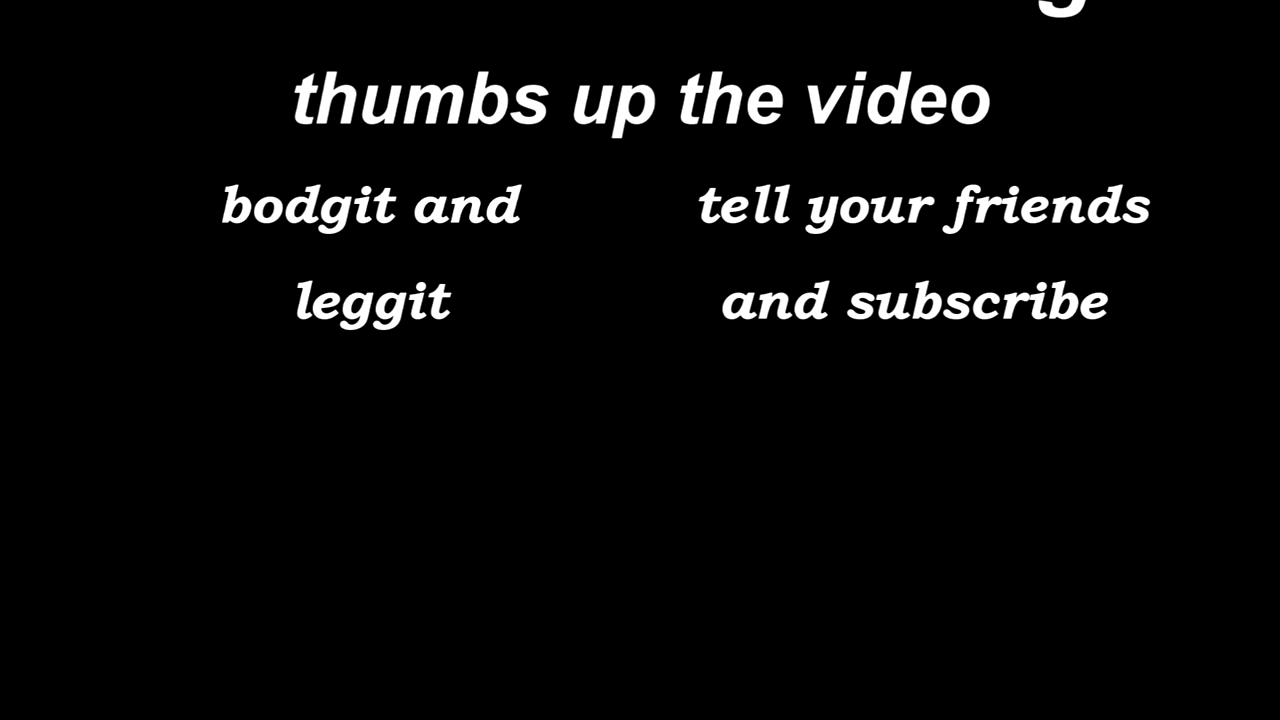 thumbs up the video
bodgit and
leggit
tell your friends
and subscribe